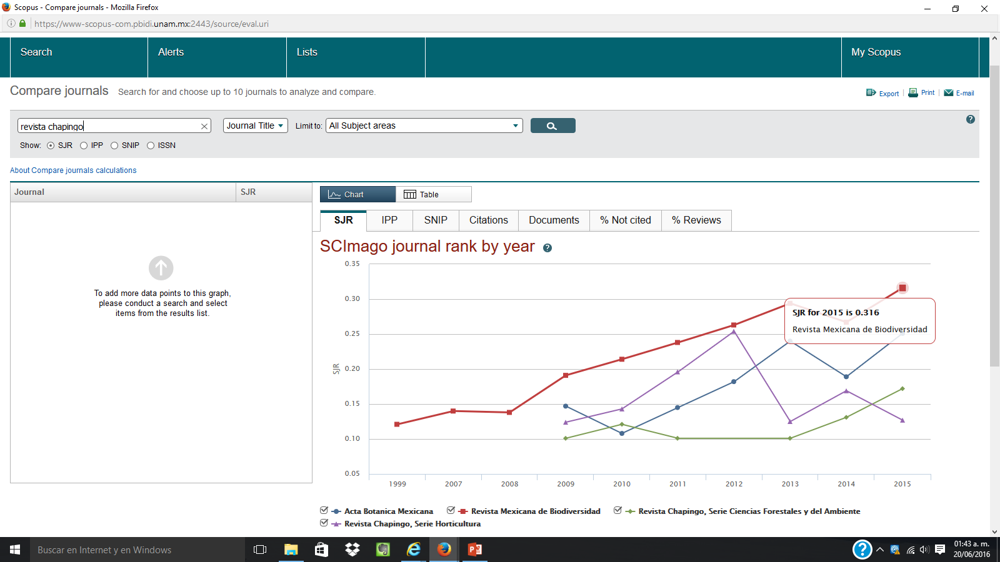 Scopus - Compare journals - Mozilla Firefox
https://www-scopus-com.pbidi.unam.mx:2443/source/eval.uri
Search Alerts Lists My Scopus
Compare journals Search for and choose up to 10 journals to analyze and compare.
Export Print E-mail
revista chapingo Journal Title Limit to: All Subject areas
?
Show: SJR IPP SNIP ISSN
About Compare journals calculations
Journal SJR
To add more data points to this graph,
please conduct a search and select
items from the results list.
Chart Table
SJR IPP SNIP Citations Documents % Not cited % Reviews
SCImago journal rank by year ?
0.35
0.30
0.25
0.20
0.15
0.10
0.05
SJR
SJR for 2015 is 0.316
Revista Mexicana de Biodiversidad
1999 2007 2008 2009 2010 2011 2012 2013 2014 2015
Acta Botanica Mexicana Revista Mexicana de Biodiversidad Revista Chapingo, Serie Ciencias Forestales y del Ambiente
Revista Chapingo, Serie Horticultura
Buscar en Internet y en Windows
?
01:43 a. m.
20/06/2016